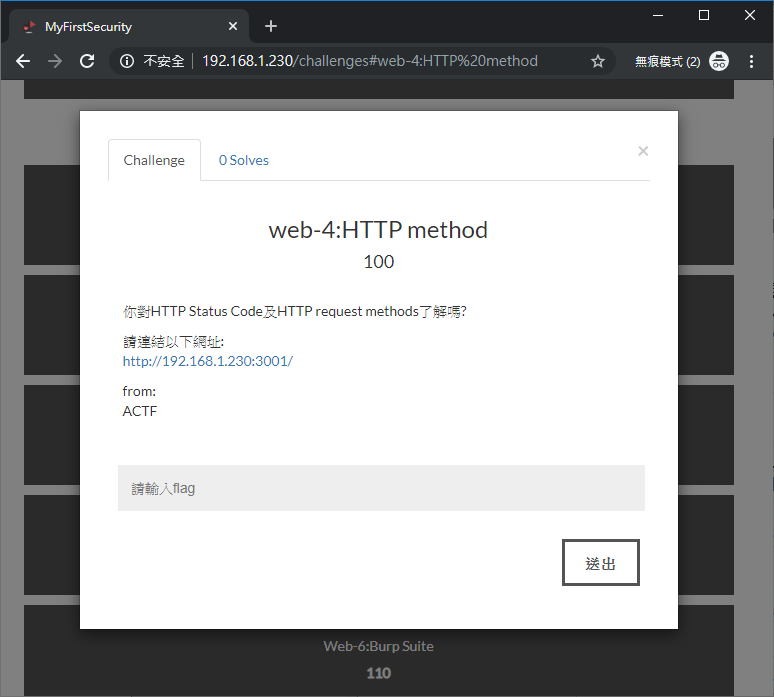 MyFirstSecurity
不安全 192.168.1.230/challenges#web-4:HTTP%20method 無痕模式 (2)
Challenge 0 Solves
web-4:HTTP method
100
你對HTTP Status Code及HTTP request methods了解嗎?
請連結以下網址:
http://192.168.1.230:3001/
from:
ACTF
請輸入flag
送出
Web-6:Burp Suite
110